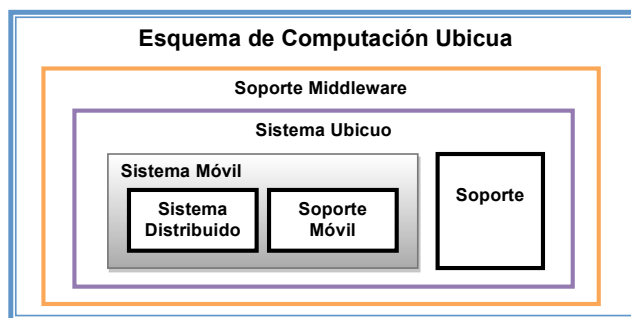 Esquema de Computación Ubicua
Soporte Middleware
Sistema Ubicuo
Sistema Móvil
Sistema
Distribuido
Soporte
Móvil
Soporte